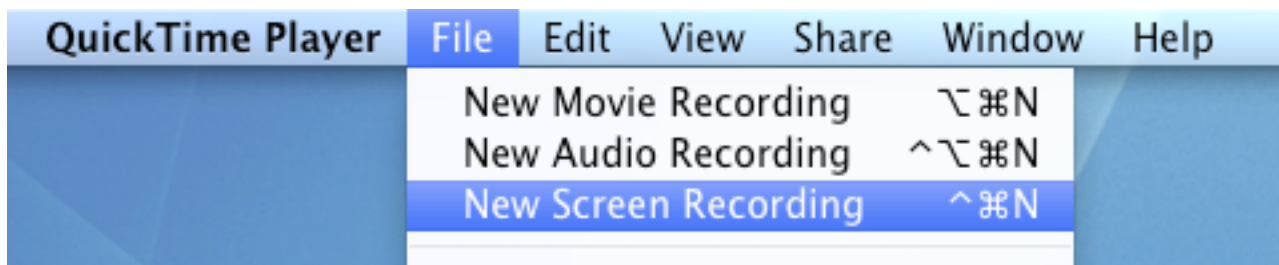 QuickTime Player File Edit View Share Window Help
New Movie Recording ⌥⌘N
New Audio Recording ^⌥⌘N
New Screen Recording ^⌘N